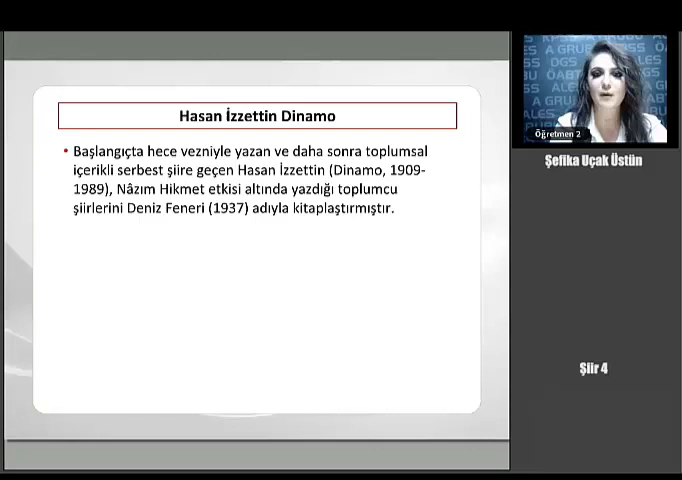 Hasan İzzettin Dinamo
• Başlangıçta hece vezniyle yazan ve daha sonra toplumsal
içerikli serbest şiire geçen Hasan İzzettin (Dinamo, 1909-
1989), Nâzım Hikmet etkisi altında yazdığı toplumcu
şiirlerini Deniz Feneri (1937) adıyla kitaplaştırmıştır.
Öğretmen 2
Şefika Uçak Üstün
Şiir 4